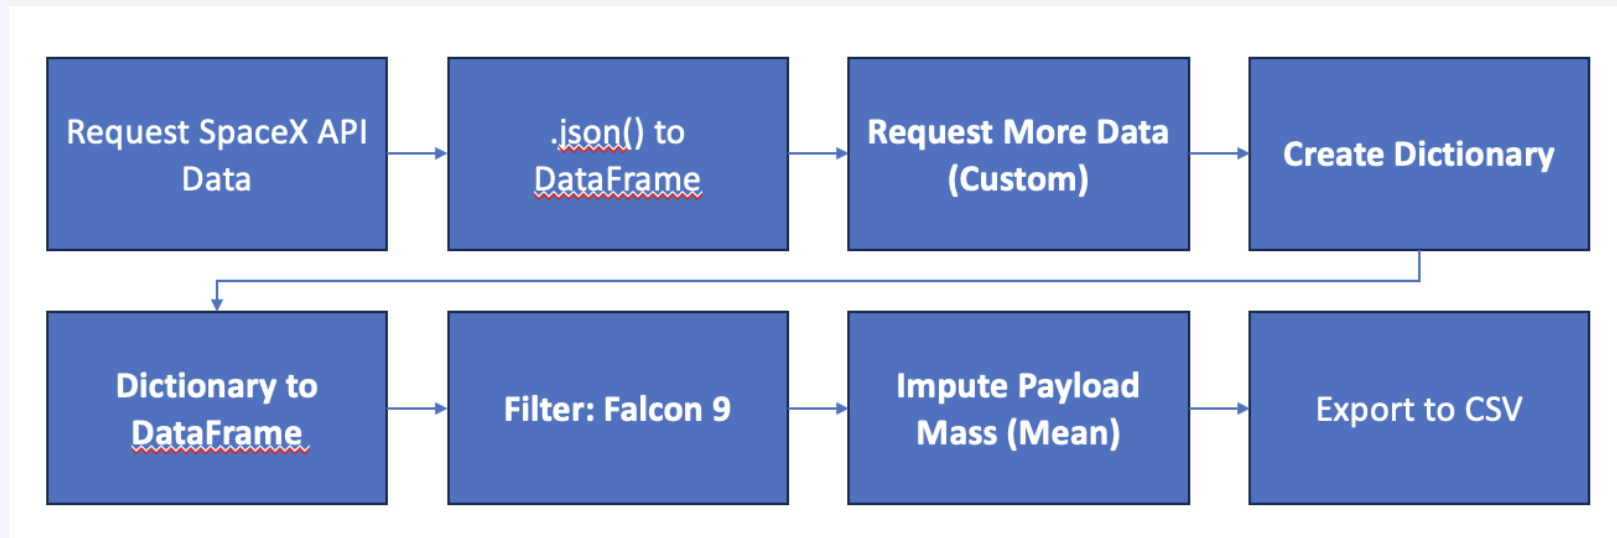 Request SpaceX API
Data
.json() to
DataFrame
Request More Data
(Custom)
Create Dictionary
Dictionary to
DataFrame
Filter: Falcon 9
Impute Payload
Mass (Mean)
Export to CSV